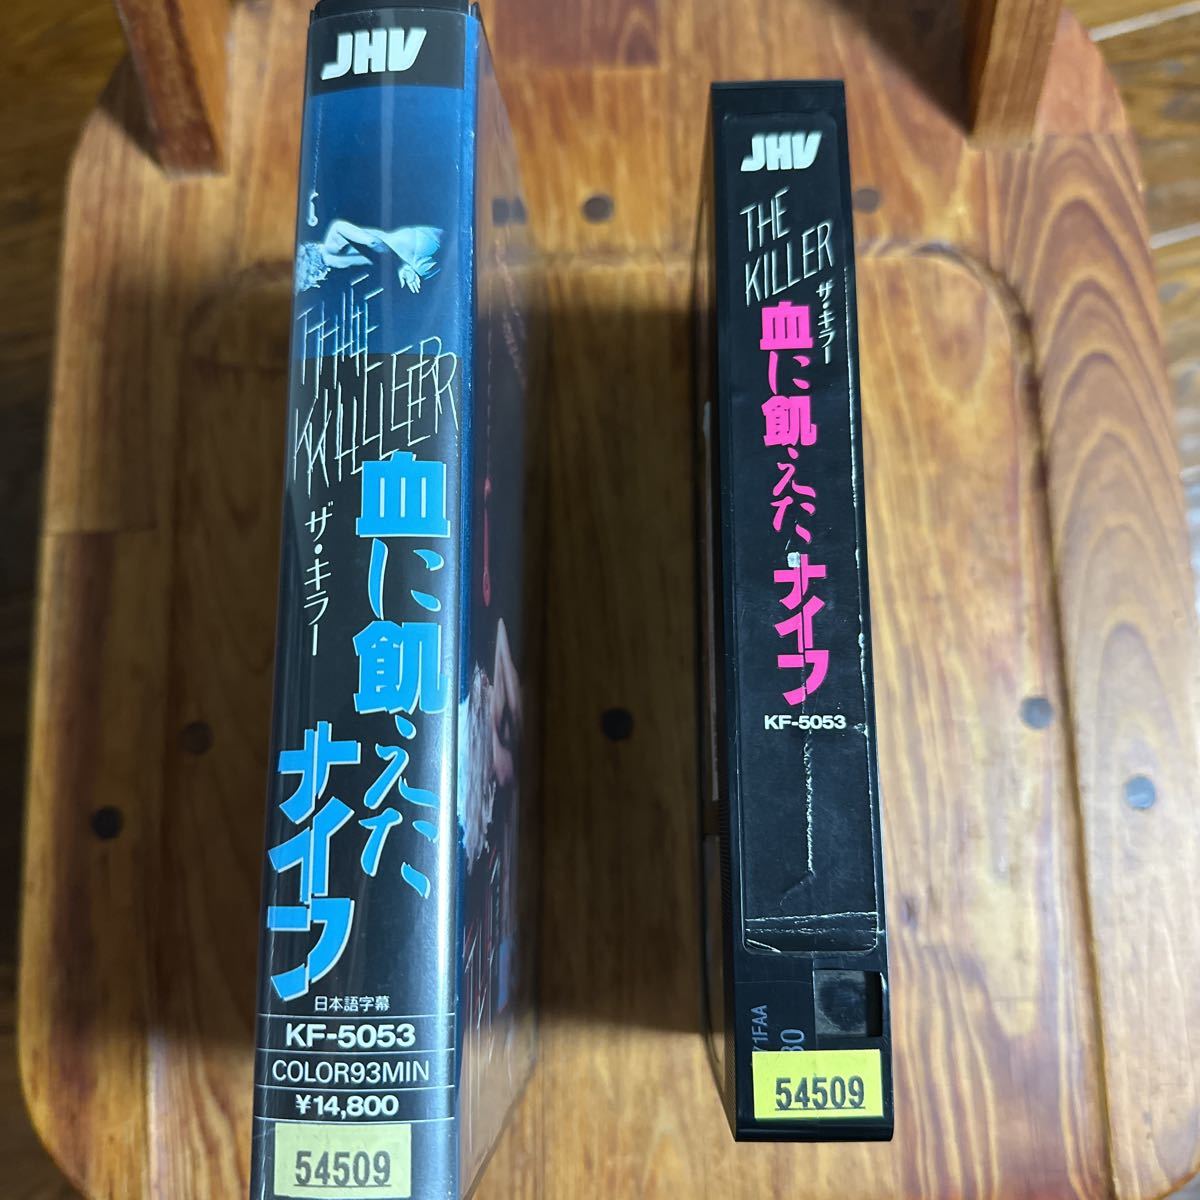 JHV
THE
KILLER
ザ・キラー
血に飢えた
ナイフ
日本語字幕
KF-5053
COLOR93MIN
¥14,800
54509
JHV
THE
KILLER
ザ・キラー
血に飢えた
ナイフ
KF-5053
54509